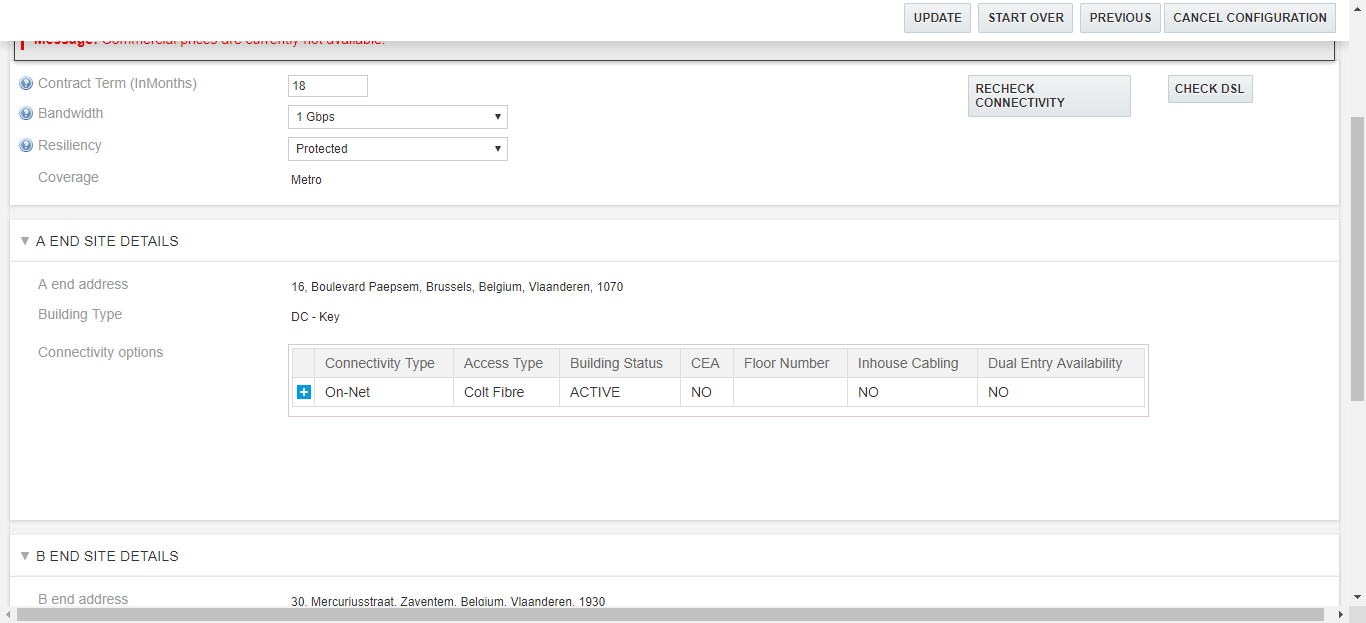 UPDATE START OVER PREVIOUS CANCEL CONFIGURATION
Message: Commercial prices are currently not available.
Contract Term (InMonths) 18
RECHECK CONNECTIVITY
CHECK DSL
Bandwidth 1 Gbps
Resiliency Protected
Coverage Metro
A END SITE DETAILS
A end address 16, Boulevard Paepsem, Brussels, Belgium, Vlaanderen, 1070
Building Type DC - Key
Connectivity options
Connectivity Type Access Type Building Status CEA Floor Number Inhouse Cabling Dual Entry Availability
On-Net Colt Fibre ACTIVE NO NO NO
B END SITE DETAILS
B end address 30, Mercuriusstraat, Zaventem, Belgium, Vlaanderen, 1930